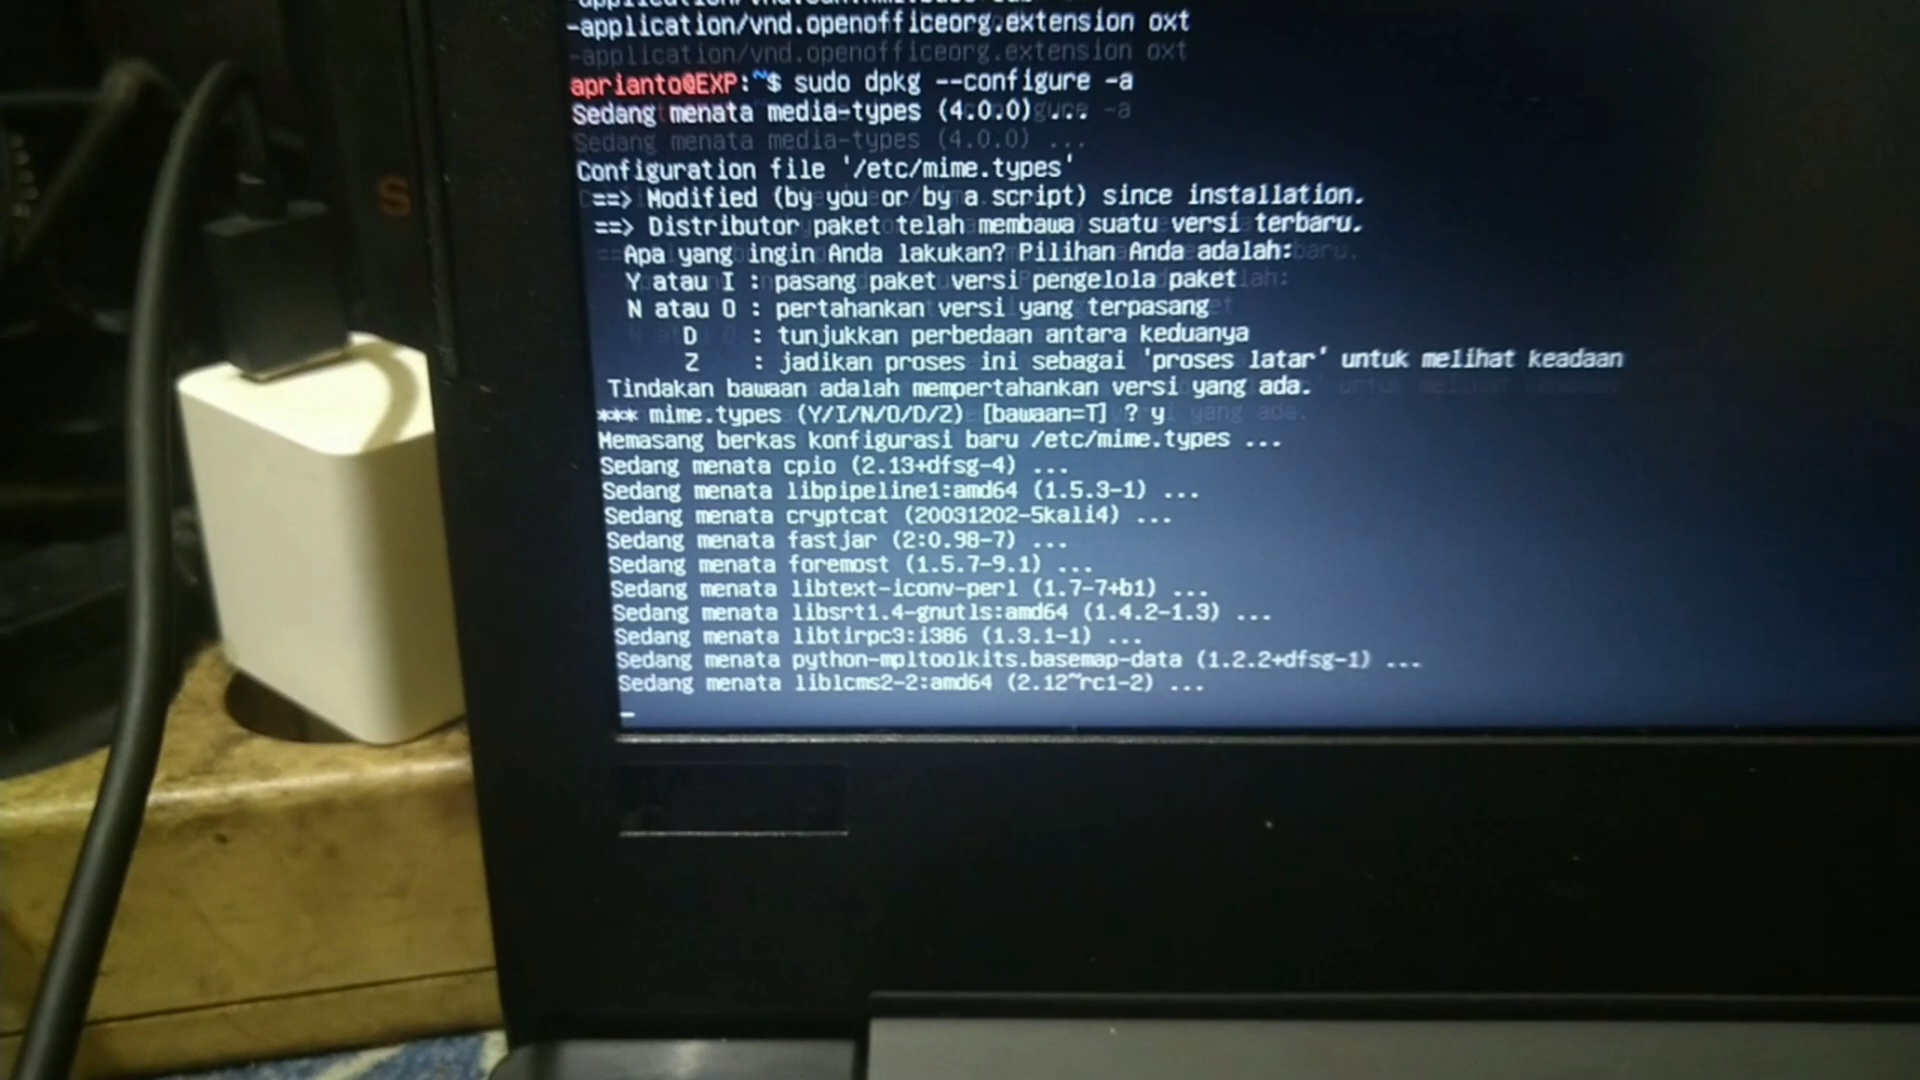 -application/vnd.openofficeorg.extension oxt
aprianto@EXP:~$ sudo dpkg --configure -a
Sedang menata media-types (4.0.0) ...
Configuration file '/etc/mime.types'
==> Modified (by you or by a script) since installation.
==> Distributor paket telah membawa suatu versi terbaru.
Apa yang ingin Anda lakukan? Pilihan Anda adalah:
Y atau I : pasang paket versi pengelola paket
N atau O : pertahankan versi yang terpasang
D : tunjukkan perbedaan antara keduanya
Z : jadikan proses ini sebagai 'proses latar' untuk melihat keadaan
Tindakan bawaan adalah mempertahankan versi yang ada.
*** mime.types (Y/I/N/O/D/Z) [bawaan=T] ? y
Memasang berkas konfigurasi baru /etc/mime.types ...
Sedang menata cpio (2.13+dfsg-4) ...
Sedang menata libpipeline1:amd64 (1.5.3-1) ...
Sedang menata cryptcat (20031202-5kali4) ...
Sedang menata fastjar (2:0.98-7) ...
Sedang menata foremost (1.5.7-9.1) ...
Sedang menata libtext-iconv-perl (1.7-7+b1) ...
Sedang menata libsrt1.4-gnutls:amd64 (1.4.2-1.3) ...
Sedang menata libtirpc3:i386 (1.3.1-1) ...
Sedang menata python-mpltoolkits.basemap-data (1.2.2+dfsg-1) ...
Sedang menata liblcms2-2:amd64 (2.12~rc1-2) ...
S